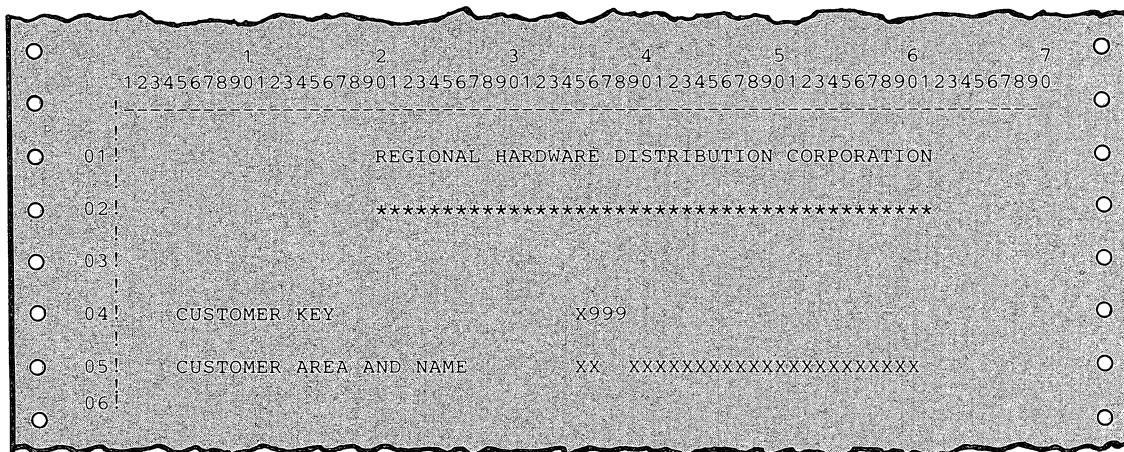 1 2 3 4 5 6 7
1234567890123456789012345678901234567890123456789012345678901234567890
!----------------------------------------------------------------------
01! REGIONAL HARDWARE DISTRIBUTION CORPORATION
!
02! ******************************************
!
03!
!
04! CUSTOMER KEY X999
!
05! CUSTOMER AREA AND NAME XX XXXXXXXXXXXXXXXXXXXXXX
!
06!